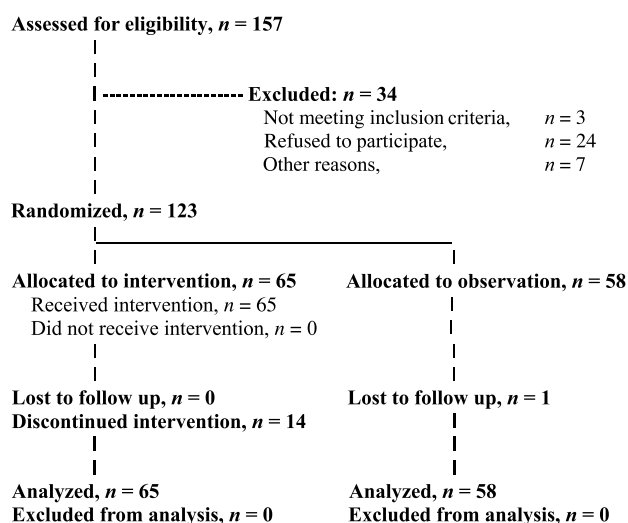 Assessed for eligibility, n = 157
Excluded: n = 34
Not meeting inclusion criteria, n = 3
Refused to participate, n = 24
Other reasons, n = 7
Randomized, n = 123
Allocated to intervention, n = 65
Received intervention, n = 65
Did not receive intervention, n = 0
Allocated to observation, n = 58
Lost to follow up, n = 0
Discontinued intervention, n = 14
Lost to follow up, n = 1
Analyzed, n = 65
Excluded from analysis, n = 0
Analyzed, n = 58
Excluded from analysis, n = 0